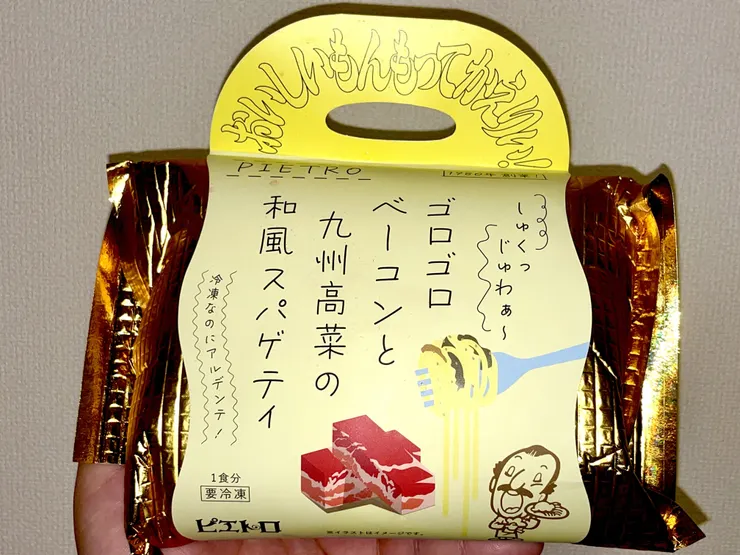 おいしいもんもってかえりィ!
PIETRO
1980年 創業!
しゅくっ
じゅわぁ〜
ゴロゴロ
ベーコンと
九州高菜の
和風スパゲティ
冷凍なのにアルデンテ!
1食分
要冷凍
ピエトロ
※イラストはイメージです。